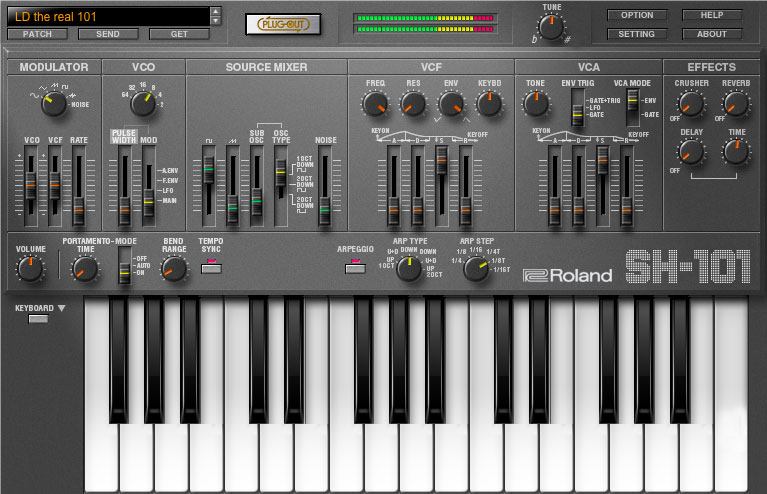 LD the real 101
PATCH SEND GET
PLUG-OUT
TUNE
b #
OPTION HELP
SETTING ABOUT
MODULATOR VCO SOURCE MIXER VCF VCA EFFECTS
NOISE
64 32 16 8 4 2
FREQ RES ENV KEYBD
TONE ENV TRIG VCA MODE
GATE+TRIG
LFO
GATE
ENV
GATE
CRUSHER REVERB
OFF OFF
DELAY TIME
OFF
VCO VCF RATE
PULSE WIDTH MOD
A.ENV
F.ENV
LFO
MAIN
SUB OSC
OSC TYPE
NOISE
1OCT DOWN
2OCT DOWN
2OCT DOWN
KEYON KEYOFF
A D S R
KEYON KEYOFF
A D S R
VOLUME
PORTAMENTO-MODE
TIME
OFF
AUTO
ON
BEND RANGE
TEMPO SYNC
ARPEGGIO
ARP TYPE
U+D DOWN DOWN
UP U+D
1OCT UP
2OCT
ARP STEP
1/8 1/16 1/4T
1/4 1/8T
1/16T
Roland
SH-101
KEYBOARD